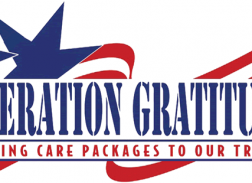 ERATION GRATITU
ING CARE PACKAGES TO OUR TR